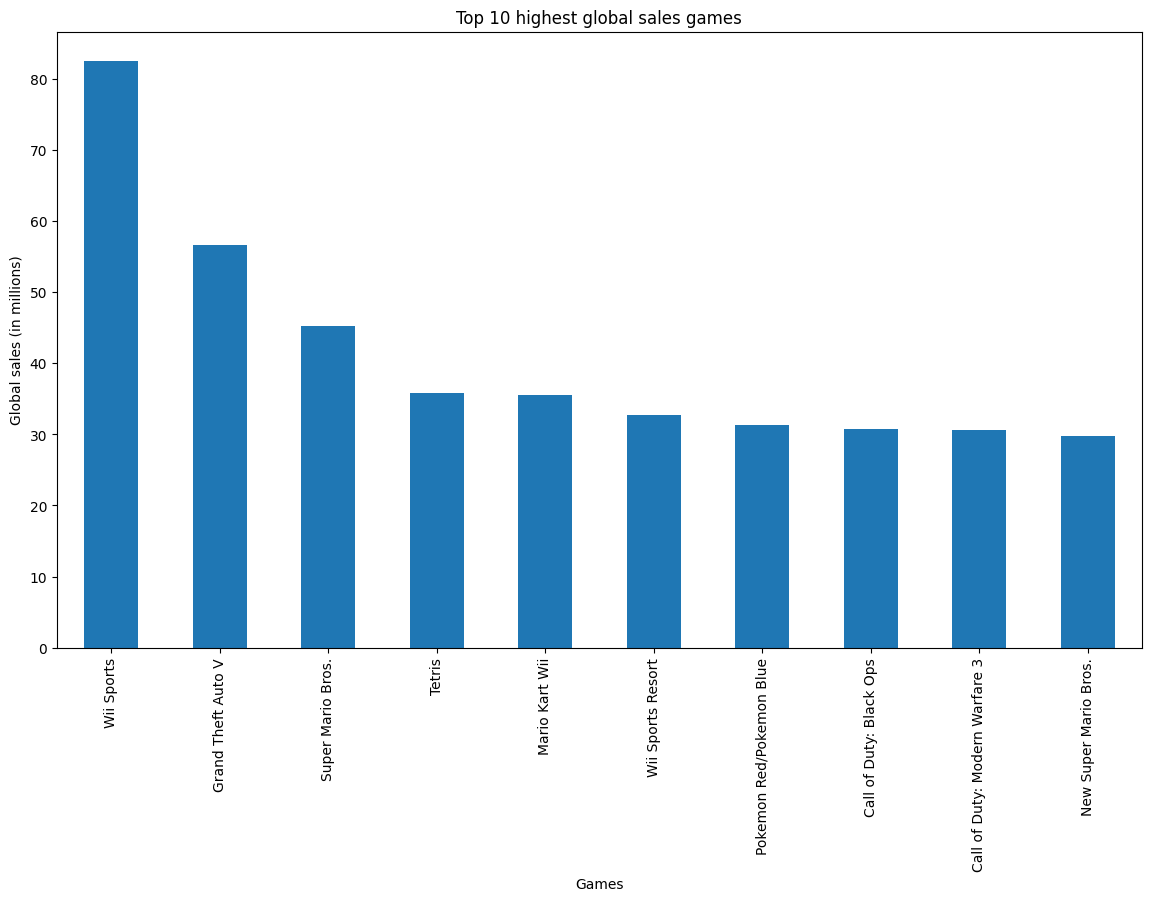 Top 10 highest global sales games
Global sales (in millions)
80
70
60
50
40
30
20
10
0
Wii Sports
Grand Theft Auto V
Super Mario Bros.
Tetris
Mario Kart Wii
Wii Sports Resort
Pokemon Red/Pokemon Blue
Call of Duty: Black Ops
Call of Duty: Modern Warfare 3
New Super Mario Bros.
Games